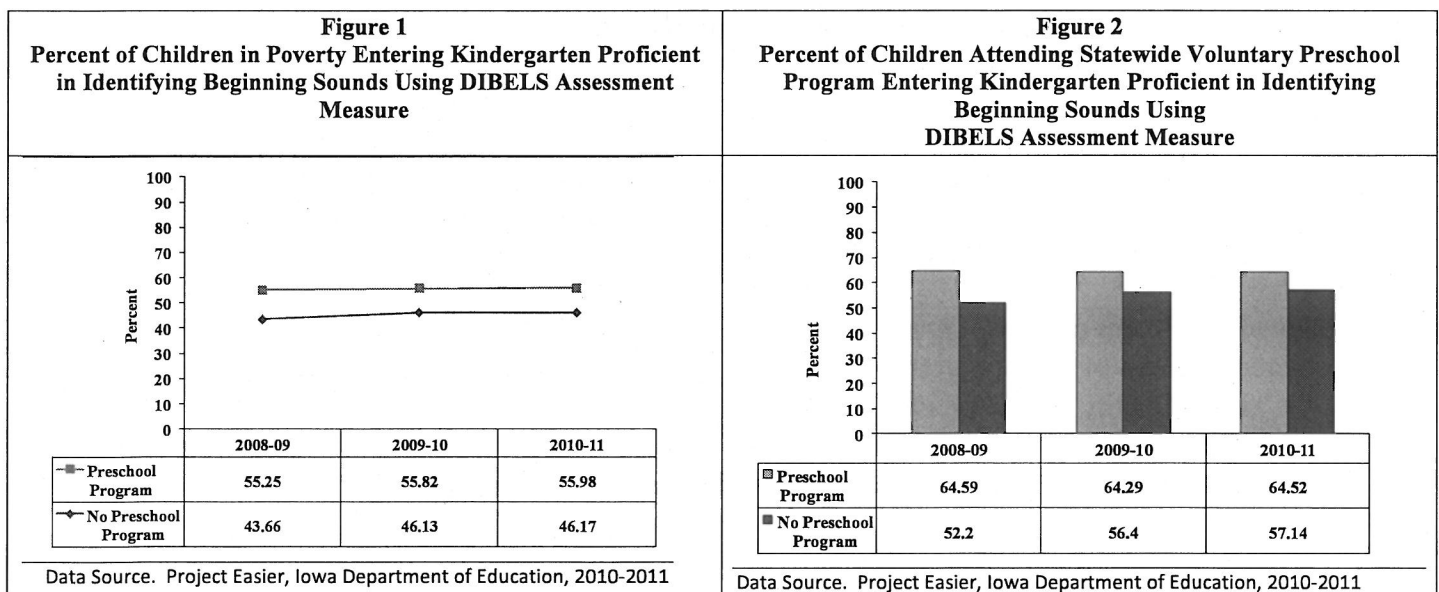 Figure 1
Percent of Children in Poverty Entering Kindergarten Proficient
in Identifying Beginning Sounds Using DIBELS Assessment
Measure
100
90
80
70
60
50
40
30
20
10
0
Percent
2008-09 2009-10 2010-11
Preschool
Program 55.25 55.82 55.98
No Preschool
Program 43.66 46.13 46.17
Data Source. Project Easier, Iowa Department of Education, 2010-2011
Figure 2
Percent of Children Attending Statewide Voluntary Preschool
Program Entering Kindergarten Proficient in Identifying
Beginning Sounds Using
DIBELS Assessment Measure
100
90
80
70
60
50
40
30
20
10
0
Percent
2008-09 2009-10 2010-11
Preschool
Program 64.59 64.29 64.52
No Preschool
Program 52.2 56.4 57.14
Data Source. Project Easier, Iowa Department of Education, 2010-2011